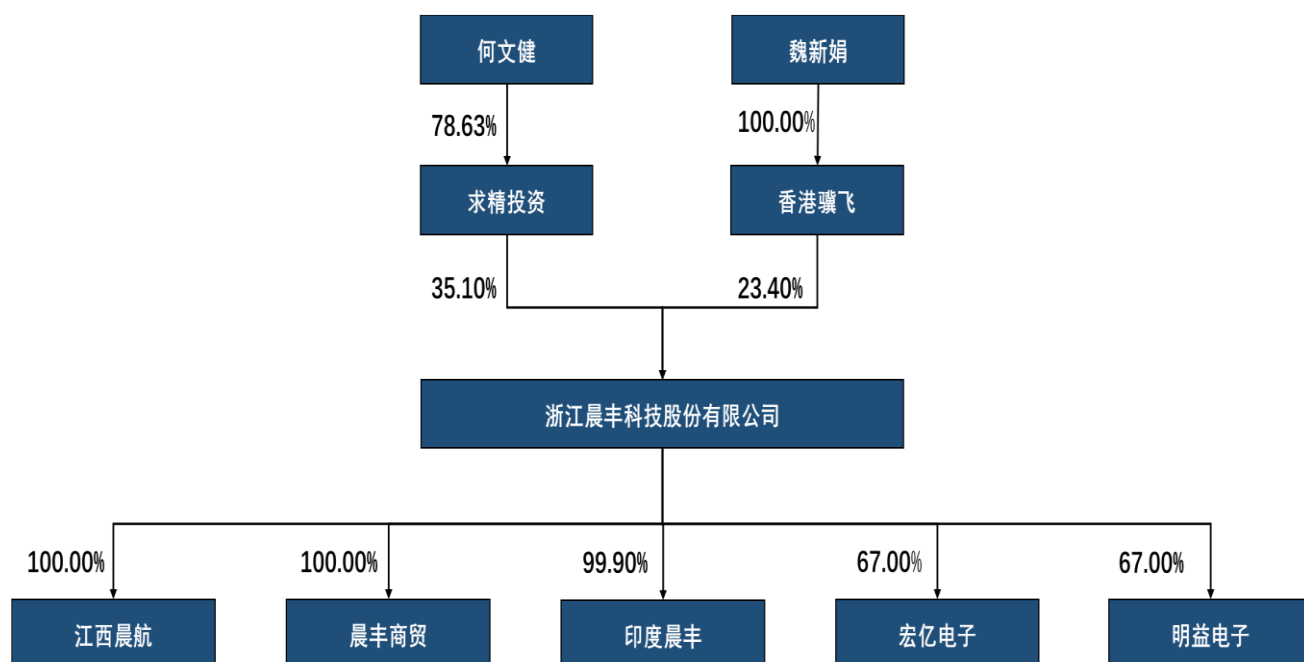 何文健
魏新娟
78.63%
100.00%
求精投资
香港骥飞
35.10%
23.40%
浙江晨丰科技股份有限公司
100.00%
100.00%
99.90%
67.00%
67.00%
江西晨航
晨丰商贸
印度晨丰
宏亿电子
明益电子